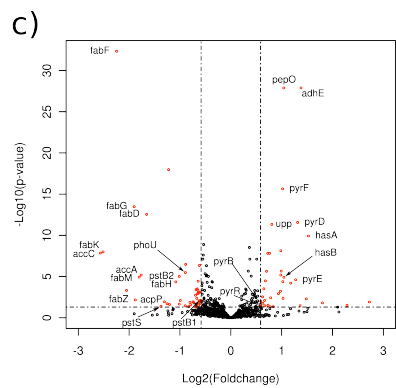 c)
fabF
pepO
adhE
pyrF
fabG
fabD
upp
pyrD
hasA
fabK
accC
phoU
hasB
accA
fabM
pstB2
fabH
pyrB
pyrE
fabZ
acpP
pyrR
pstS
pstB1
30
25
20
15
10
5
0
-Log10(p-value)
-3
-2
-1
0
1
2
3
Log2(Foldchange)